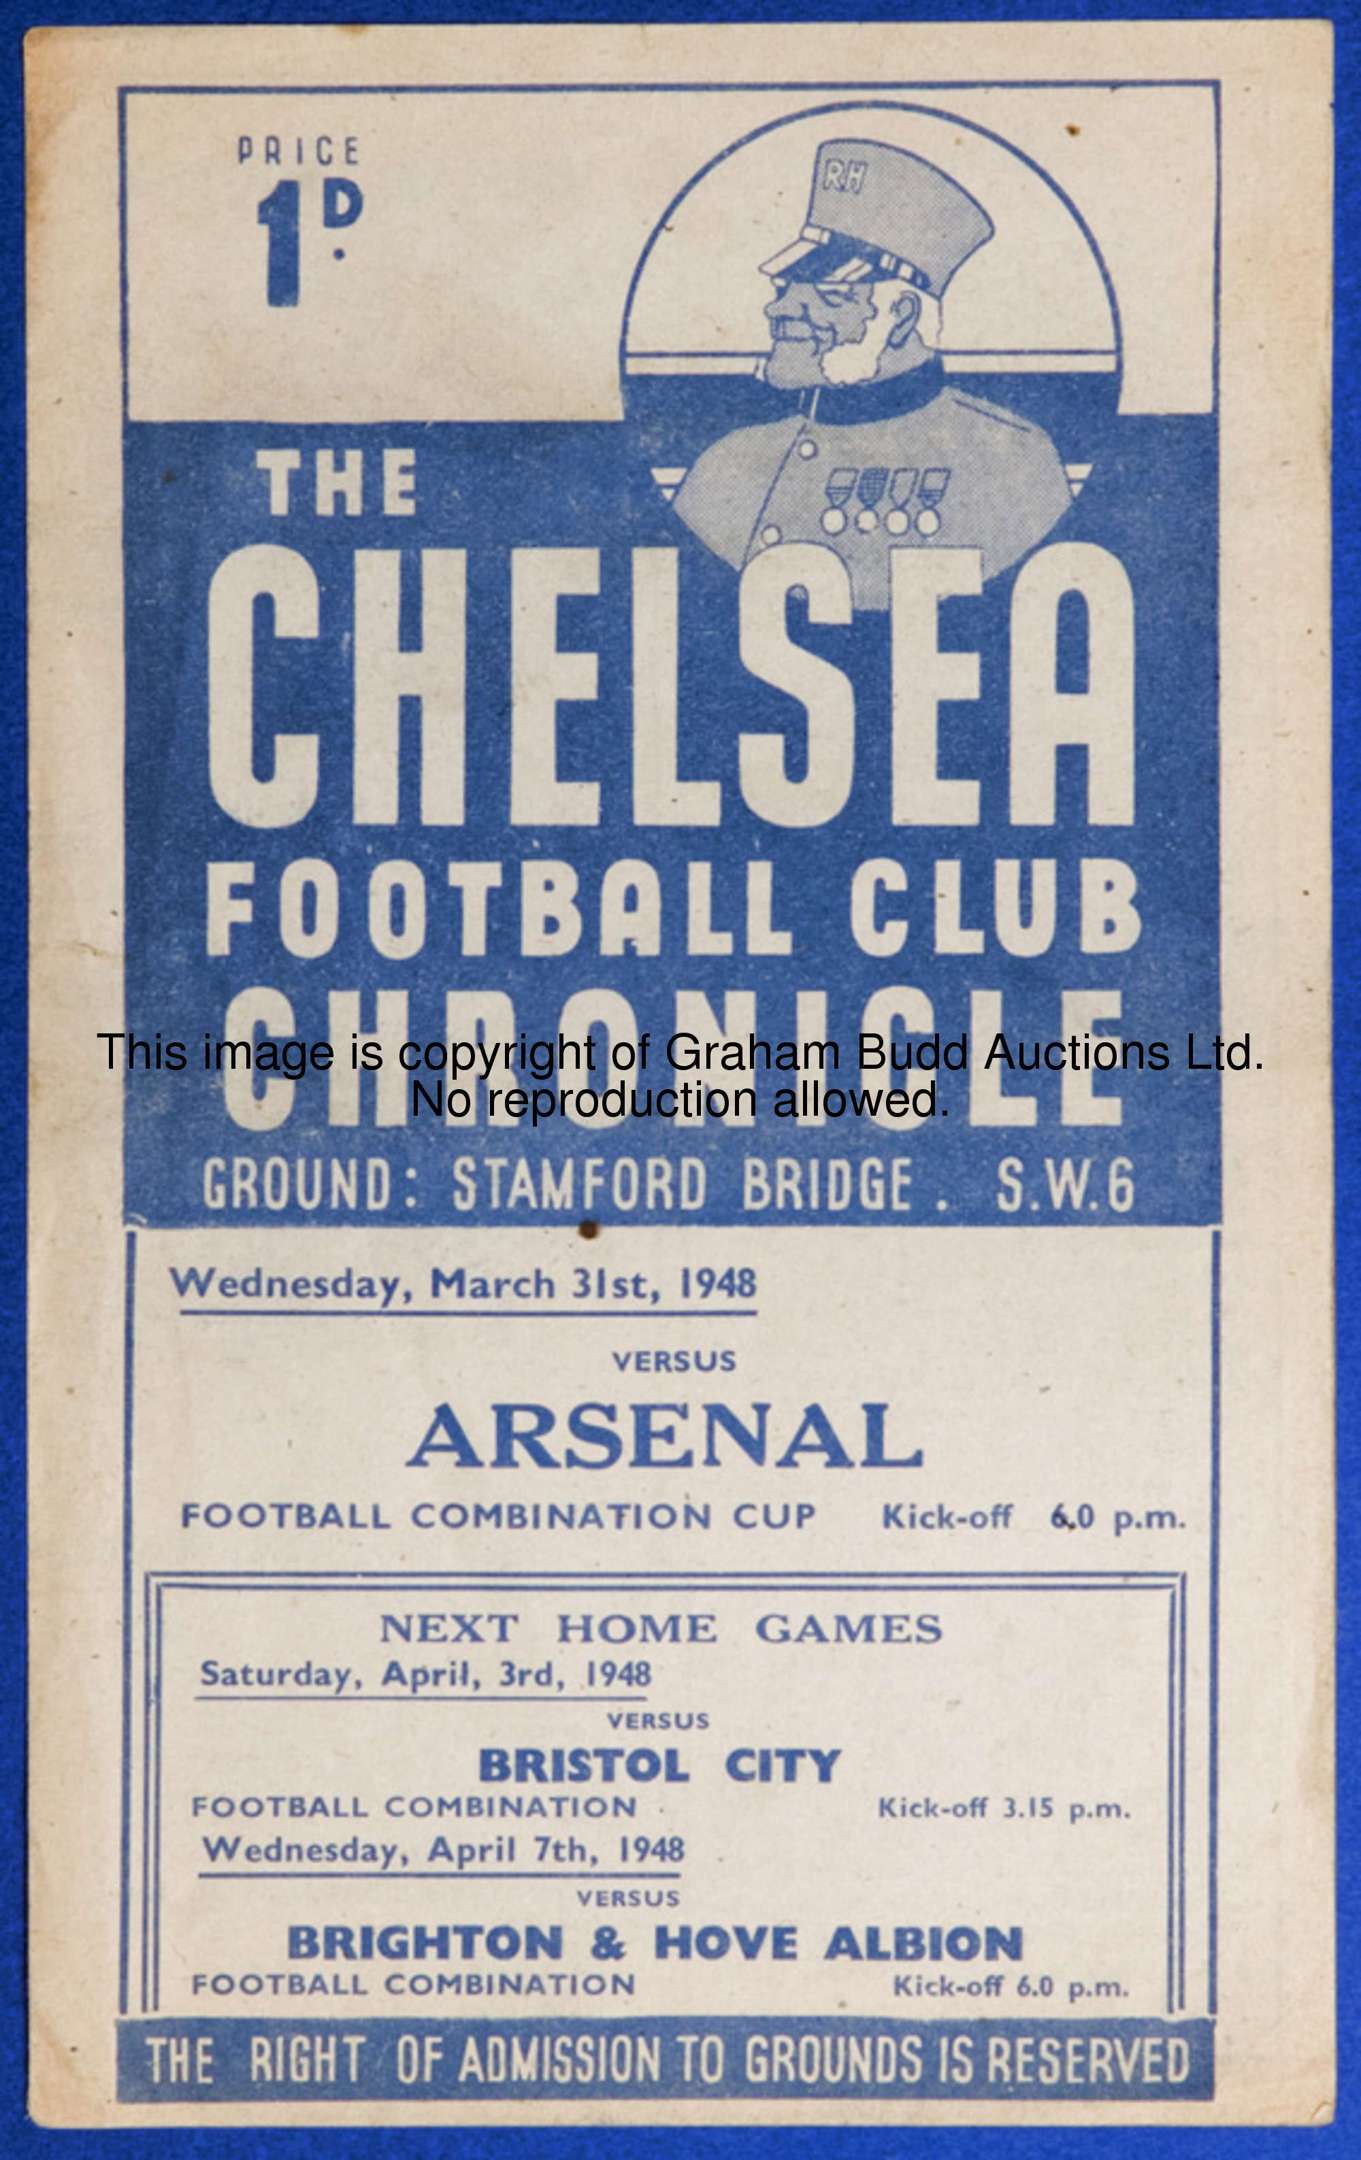 PRICE
1D.
RH
THE
CHELSEA
FOOTBALL CLUB
CHRONICLE
This image is copyright of Graham Budd Auctions Ltd.
No reproduction allowed.
GROUND: STAMFORD BRIDGE. S.W.6
Wednesday, March 31st, 1948
VERSUS
ARSENAL
FOOTBALL COMBINATION CUP Kick-off 6.0 p.m.
NEXT HOME GAMES
Saturday, April, 3rd, 1948
VERSUS
BRISTOL CITY
FOOTBALL COMBINATION Kick-off 3.15 p.m.
Wednesday, April 7th, 1948
VERSUS
BRIGHTON & HOVE ALBION
FOOTBALL COMBINATION Kick-off 6.0 p.m.
THE RIGHT OF ADMISSION TO GROUNDS IS RESERVED